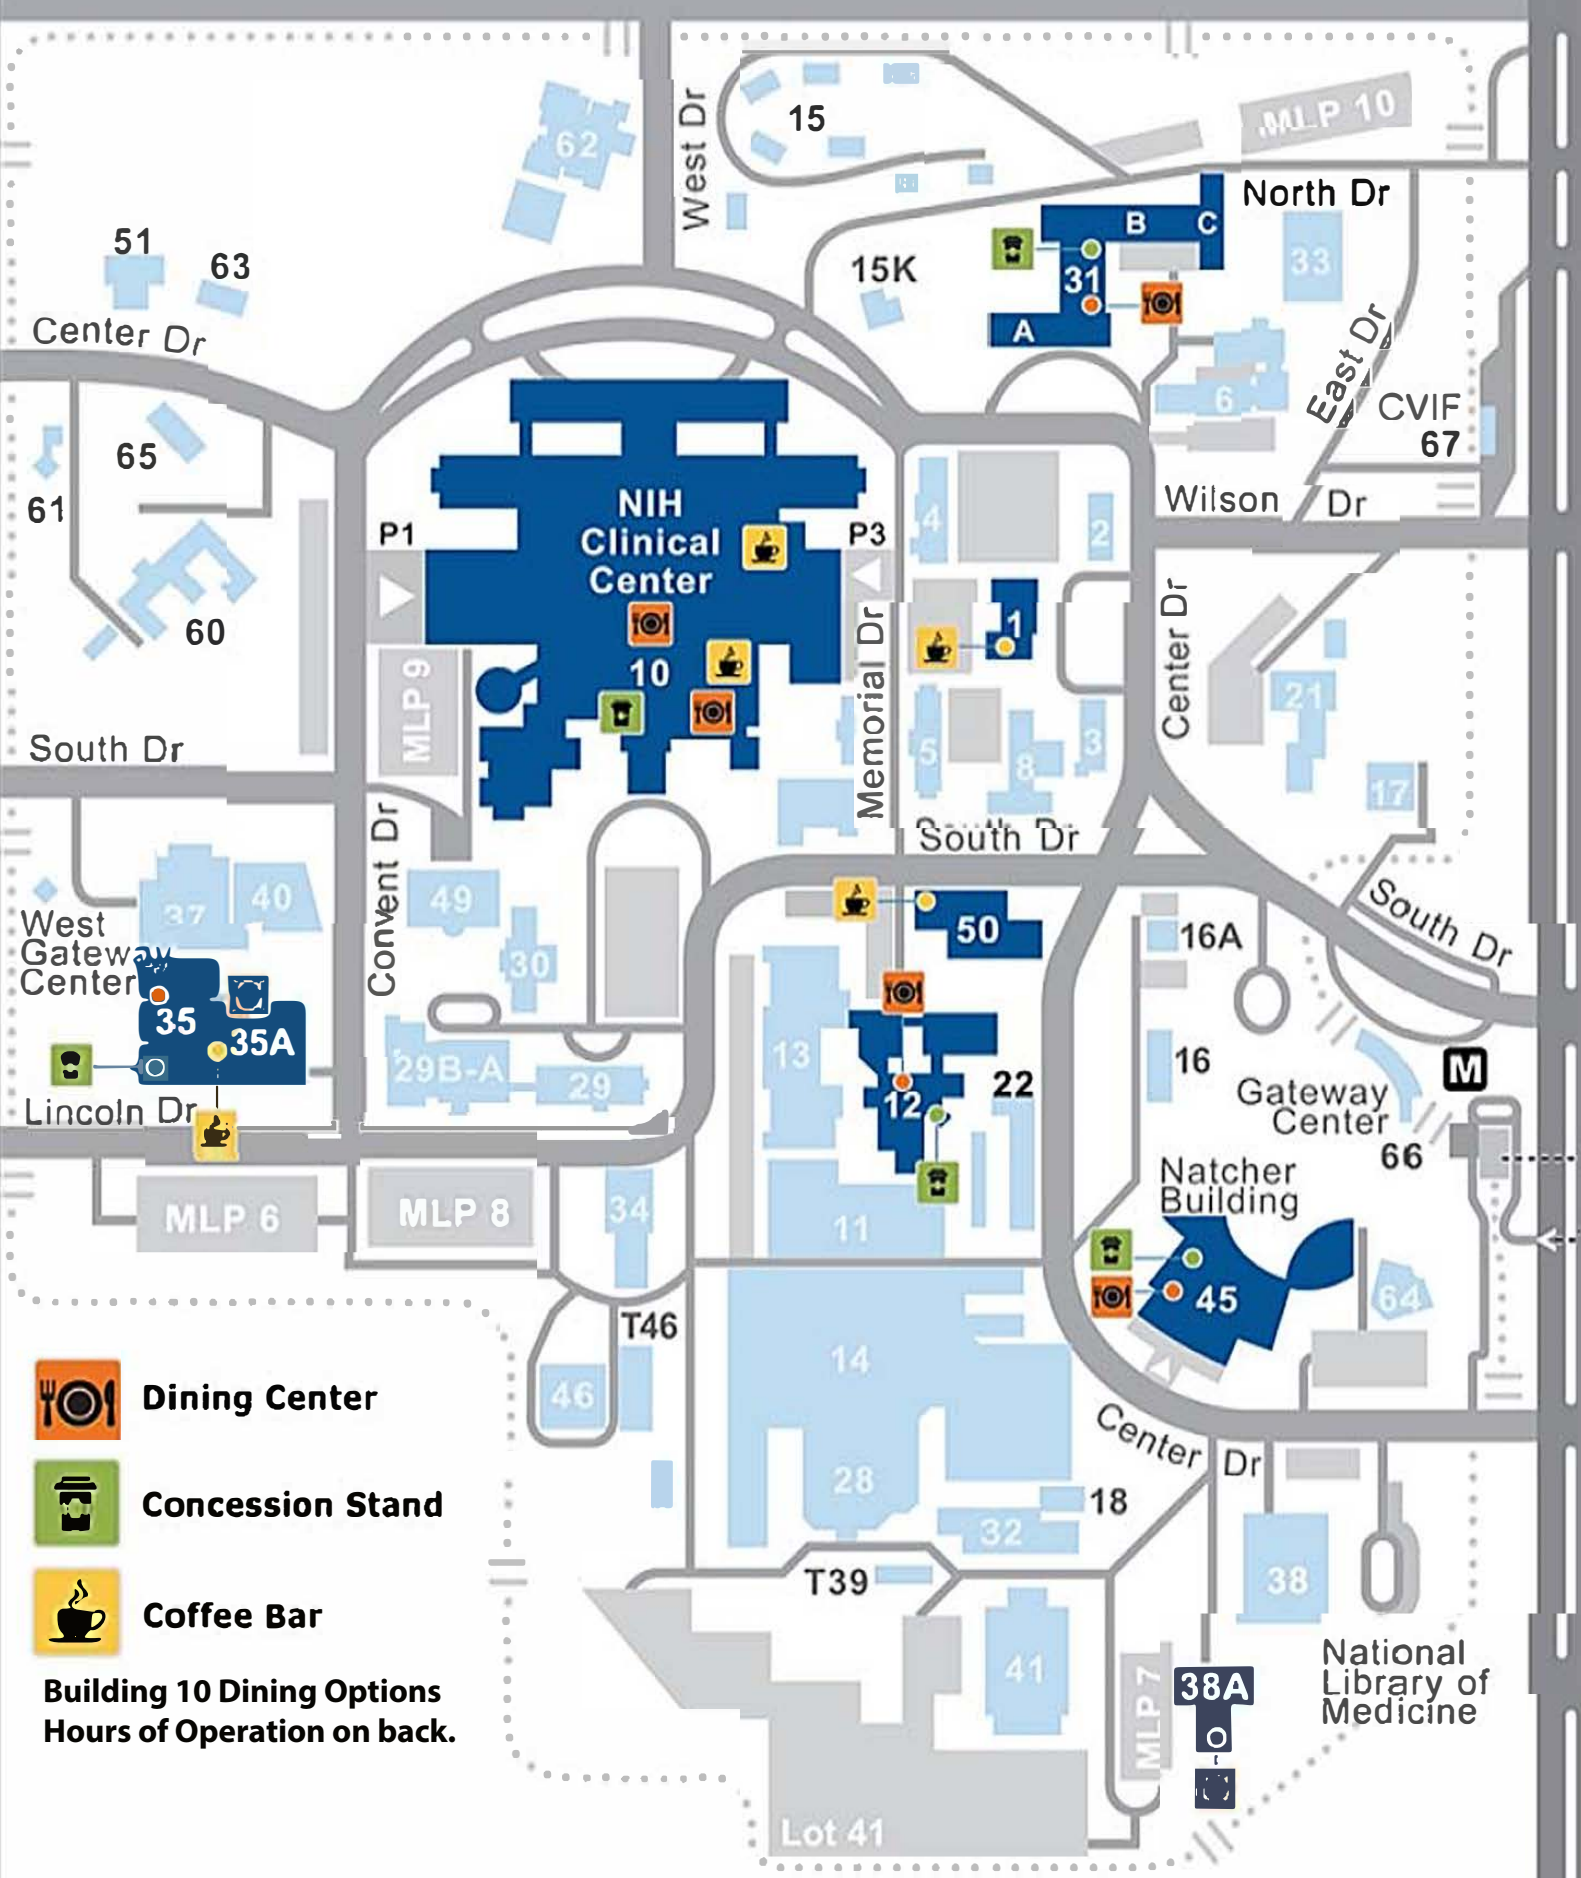 62
West Dr
15
MLP 10
North Dr
B
C
31
A
33
15K
51
63
Center Dr
6
East Dr
CVIF
67
65
61
60
P1
NIH
Clinical
Center
P3
10
MLP 9
4
2
Wilson Dr
1
Memorial Dr
Center Dr
5
8
3
21
17
South Dr
South Dr
South Dr
37
40
West
Gateway
Center
35
35A
Lincoln Dr
Convent Dr
49
30
29B-A
29
50
13
12
22
11
16A
16
M
Gateway
Center
66
Natcher
Building
45
64
MLP 6
MLP 8
34
T46
46
14
28
18
32
T39
41
Center Dr
38
MLP 7
38A
National
Library of
Medicine
Lot 41
Dining Center
Concession Stand
Coffee Bar
Building 10 Dining Options
Hours of Operation on back.